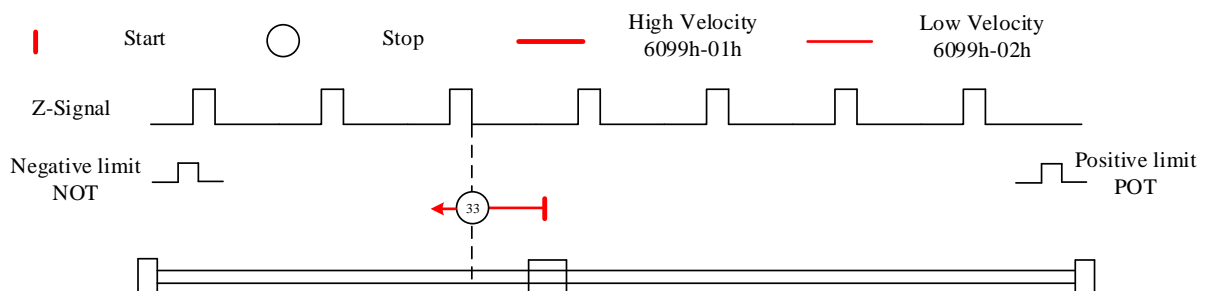 Start
Stop
High Velocity
6099h-01h
Low Velocity
6099h-02h
Z-Signal
Negative limit
NOT
Positive limit
POT
33